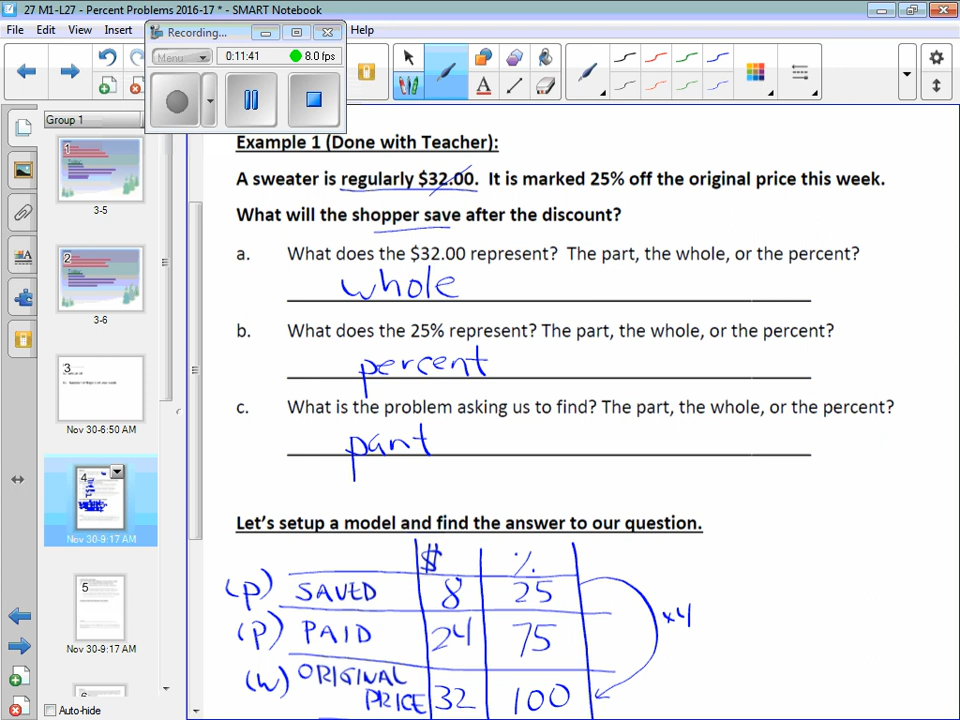 27 M1-L27 - Percent Problems 2016-17 * - SMART Notebook
File Edit View Insert Help
Recording...
Menu 0:11:41 8.0 fps
Group 1
1
3-5
2
3-6
3
Nov 30-6:50 AM
4
Nov 30-9:17 AM
5
Nov 30-9:17 AM
6
Auto-hide
Example 1 (Done with Teacher):
A sweater is regularly $32.00. It is marked 25% off the original price this week.
What will the shopper save after the discount?
a. What does the $32.00 represent? The part, the whole, or the percent?
whole
b. What does the 25% represent? The part, the whole, or the percent?
percent
c. What is the problem asking us to find? The part, the whole, or the percent?
part
Let's setup a model and find the answer to our question.
$ %
(P) SAVED 8 25
(P) PAID 24 75
x4
(W) ORIGINAL
PRICE 32 100